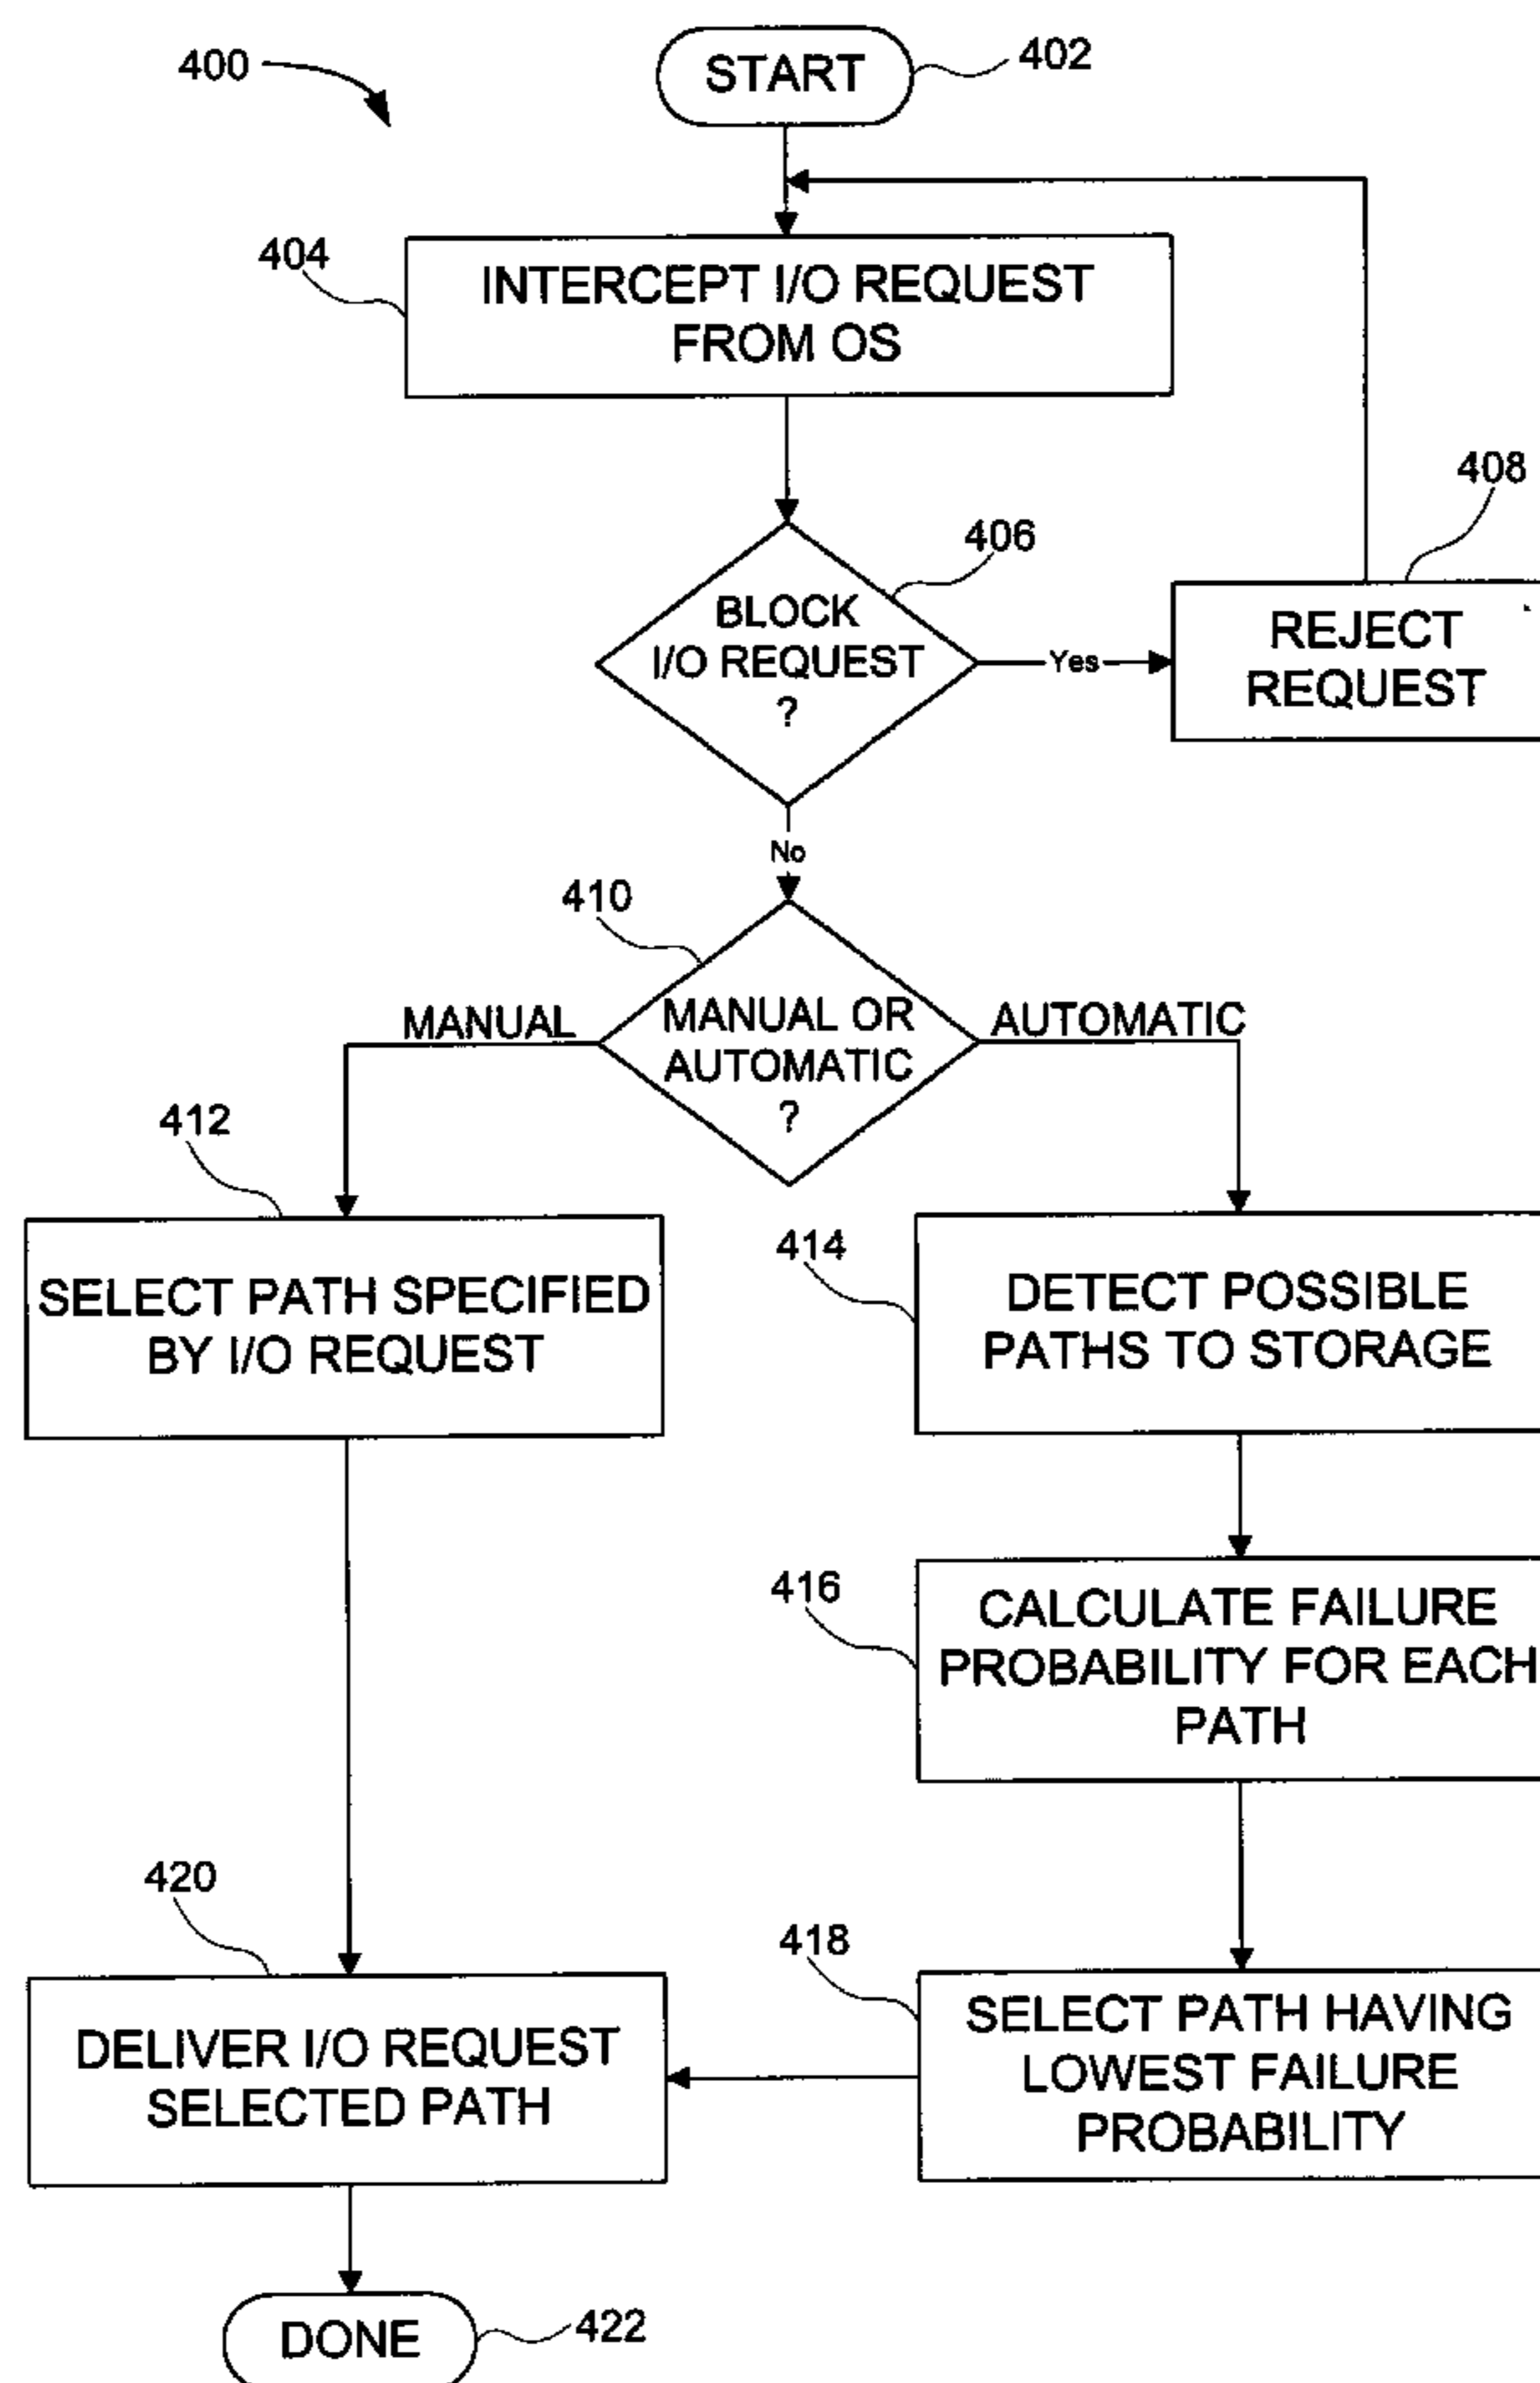 400
START
402
404
INTERCEPT I/O REQUEST
FROM OS
406
408
BLOCK
I/O REQUEST
?
Yes
REJECT
REQUEST
No
410
MANUAL
MANUAL OR
AUTOMATIC
?
AUTOMATIC
412
SELECT PATH SPECIFIED
BY I/O REQUEST
414
DETECT POSSIBLE
PATHS TO STORAGE
416
CALCULATE FAILURE
PROBABILITY FOR EACH
PATH
418
SELECT PATH HAVING
LOWEST FAILURE
PROBABILITY
420
DELIVER I/O REQUEST
SELECTED PATH
DONE
422